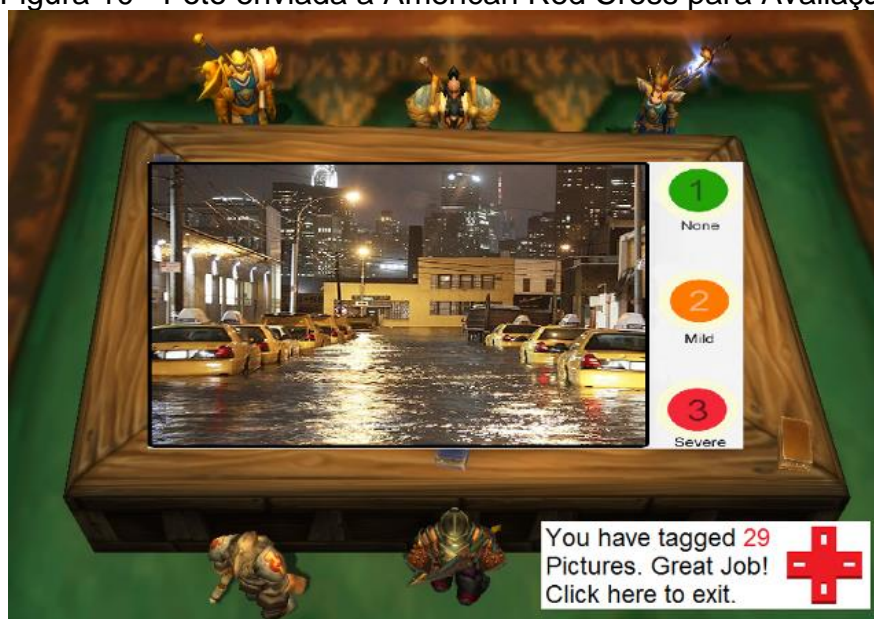 Figura 10 - Foto enviada a American Red Cross para Avaliaçã
1
None
2
Mild
3
Severe
You have tagged 29
Pictures. Great Job!
Click here to exit.